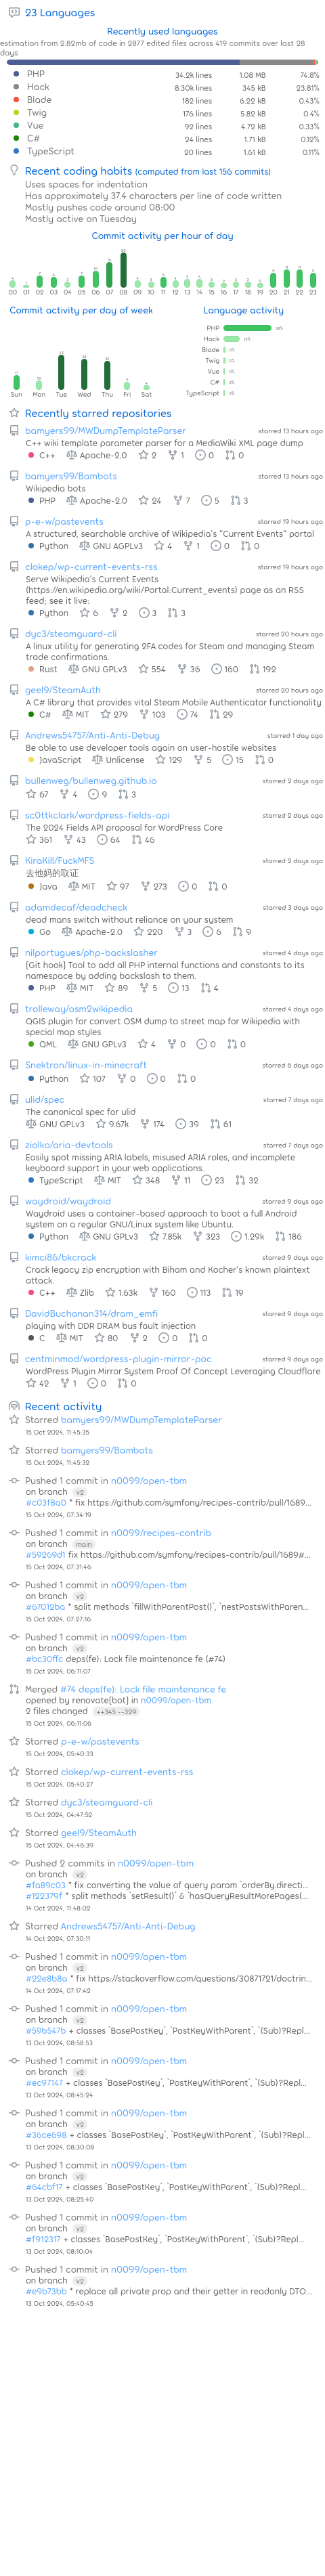 23 Languages
Recently used languages
estimation from 2.82mb of code in 2877 edited files across 419 commits over last 28
days
PHP 34.2k lines 1.08 MB 74.8%
Hack 8.30k lines 345 kB 23.81%
Blade 182 lines 6.22 kB 0.43%
Twig 176 lines 5.82 kB 0.4%
Vue 92 lines 4.72 kB 0.33%
C# 24 lines 1.71 kB 0.12%
TypeScript 20 lines 1.61 kB 0.11%
Recent coding habits (computed from last 156 commits)
Uses spaces for indentation
Has approximately 37.4 characters per line of code written
Mostly pushes code around 08:00
Mostly active on Tuesday
Commit activity per hour of day
00 01 02 03 04 05 06 07 08 09 10 11 12 13 14 15 16 17 18 19 20 21 22 23
Commit activity per day of week
Sun Mon Tue Wed Thu Fri Sat
Language activity
PHP
Hack
Blade
Twig
Vue
C#
TypeScript
Recently starred repositories
bamyers99/MWDumpTemplateParser starred 13 hours ago
C++ wiki template parameter parser for a MediaWiki XML page dump
C++ Apache-2.0 2 1 0 0
bamyers99/Bambots starred 13 hours ago
Wikipedia bots
PHP Apache-2.0 24 7 5 3
p-e-w/pastevents starred 19 hours ago
A structured, searchable archive of Wikipedia's "Current Events" portal
Python GNU AGPLv3 4 1 0 0
clokep/wp-current-events-rss starred 19 hours ago
Serve Wikipedia's Current Events
(https://en.wikipedia.org/wiki/Portal:Current_events) page as an RSS
feed; see it live:
Python 6 2 3 3
dyc3/steamguard-cli starred 20 hours ago
A linux utility for generating 2FA codes for Steam and managing Steam
trade confirmations.
Rust GNU GPLv3 554 36 160 192
geel9/SteamAuth starred 20 hours ago
A C# library that provides vital Steam Mobile Authenticator functionality
C# MIT 279 103 74 29
Andrews54757/Anti-Anti-Debug starred 1 day ago
Be able to use developer tools again on user-hostile websites
JavaScript Unlicense 129 5 15 0
bullenweg/bullenweg.github.io starred 2 days ago
67 4 9 3
sc0ttkclark/wordpress-fields-api starred 2 days ago
The 2024 Fields API proposal for WordPress Core
361 43 64 46
KiraKill/FuckMFS starred 2 days ago
去他妈的取证
Java MIT 97 273 0 0
adamdecaf/deadcheck starred 3 days ago
dead mans switch without reliance on your system
Go Apache-2.0 220 3 6 9
nilportugues/php-backslasher starred 4 days ago
[Git hook] Tool to add all PHP internal functions and constants to its
namespace by adding backslash to them.
PHP MIT 89 5 13 4
trolleway/osm2wikipedia starred 4 days ago
QGIS plugin for convert OSM dump to street map for Wikipedia with
special map styles
QML GNU GPLv3 4 0 0 0
Snektron/linux-in-minecraft starred 6 days ago
Python 107 0 0 0
ulid/spec starred 7 days ago
The canonical spec for ulid
GNU GPLv3 9.67k 174 39 61
ziolko/aria-devtools starred 7 days ago
Easily spot missing ARIA labels, misused ARIA roles, and incomplete
keyboard support in your web applications.
TypeScript MIT 348 11 23 32
waydroid/waydroid starred 9 days ago
Waydroid uses a container-based approach to boot a full Android
system on a regular GNU/Linux system like Ubuntu.
Python GNU GPLv3 7.85k 323 1.29k 186
kimci86/bkcrack starred 9 days ago
Crack legacy zip encryption with Biham and Kocher's known plaintext
attack.
C++ Zlib 1.63k 160 113 19
DavidBuchanan314/dram_emfi starred 9 days ago
playing with DDR DRAM bus fault injection
C MIT 80 2 0 0
centminmod/wordpress-plugin-mirror-poc starred 9 days ago
WordPress Plugin Mirror System Proof Of Concept Leveraging Cloudflare
42 1 0 0
Recent activity
Starred bamyers99/MWDumpTemplateParser
15 Oct 2024, 11:45:35
Starred bamyers99/Bambots
15 Oct 2024, 11:45:32
Pushed 1 commit in n0099/open-tbm
on branch v2
#c03f8a0 * fix https://github.com/symfony/recipes-contrib/pull/1689...
15 Oct 2024, 07:34:19
Pushed 1 commit in n0099/recipes-contrib
on branch main
#59269d1 fix https://github.com/symfony/recipes-contrib/pull/1689#...
15 Oct 2024, 07:31:46
Pushed 1 commit in n0099/open-tbm
on branch v2
#67012ba * split methods `fillWithParentPost()`, `nestPostsWithParen...
15 Oct 2024, 07:27:16
Pushed 1 commit in n0099/open-tbm
on branch v2
#bc30ffc deps(fe): Lock file maintenance fe (#74)
15 Oct 2024, 06:11:07
Merged #74 deps(fe): Lock file maintenance fe
opened by renovate[bot] in n0099/open-tbm
2 files changed ++345 --329
15 Oct 2024, 06:11:06
Starred p-e-w/pastevents
15 Oct 2024, 05:40:33
Starred clokep/wp-current-events-rss
15 Oct 2024, 05:40:27
Starred dyc3/steamguard-cli
15 Oct 2024, 04:47:52
Starred geel9/SteamAuth
15 Oct 2024, 04:46:39
Pushed 2 commits in n0099/open-tbm
on branch v2
#fa89c03 * fix converting the value of query param `orderBy.directi...
#122379f * split methods `setResult()` & `hasQueryResultMorePages(...
14 Oct 2024, 11:48:02
Starred Andrews54757/Anti-Anti-Debug
14 Oct 2024, 07:30:11
Pushed 1 commit in n0099/open-tbm
on branch v2
#22e8b8a * fix https://stackoverflow.com/questions/30871721/doctrin...
14 Oct 2024, 07:17:42
Pushed 1 commit in n0099/open-tbm
on branch v2
#59b547b + classes `BasePostKey`, `PostKeyWithParent`, `(Sub)?Repl...
13 Oct 2024, 08:58:53
Pushed 1 commit in n0099/open-tbm
on branch v2
#ec97147 + classes `BasePostKey`, `PostKeyWithParent`, `(Sub)?Repl...
13 Oct 2024, 08:45:24
Pushed 1 commit in n0099/open-tbm
on branch v2
#36ce698 + classes `BasePostKey`, `PostKeyWithParent`, `(Sub)?Repl...
13 Oct 2024, 08:30:08
Pushed 1 commit in n0099/open-tbm
on branch v2
#64cbf17 + classes `BasePostKey`, `PostKeyWithParent`, `(Sub)?Repl...
13 Oct 2024, 08:25:40
Pushed 1 commit in n0099/open-tbm
on branch v2
#f912317 + classes `BasePostKey`, `PostKeyWithParent`, `(Sub)?Repl...
13 Oct 2024, 08:10:04
Pushed 1 commit in n0099/open-tbm
on branch v2
#e9b73bb * replace all private prop and their getter in readonly DTO...
13 Oct 2024, 05:40:45